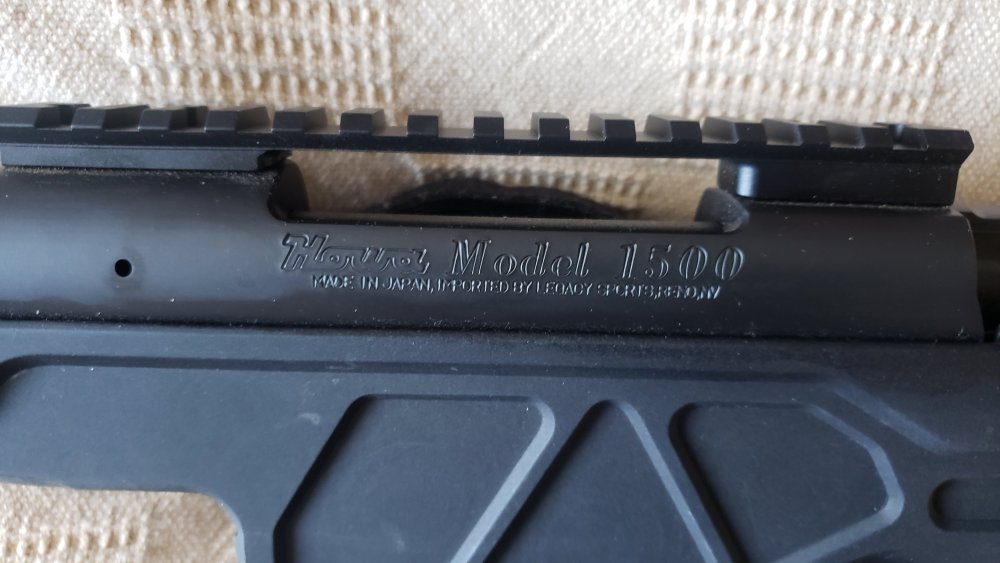 Howa Model 1500
MADE IN JAPAN, IMPORTED BY LEGACY SPORTS, RENO, NV